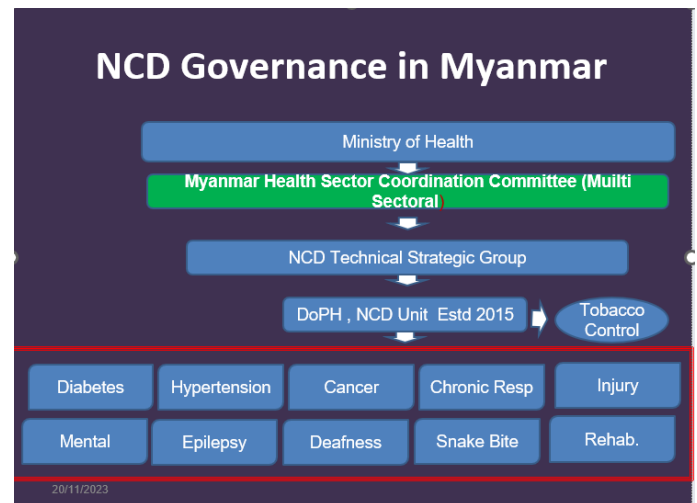 NCD Governance in Myanmar
Ministry of Health
Myanmar Health Sector Coordination Committee (Muilti
Sectoral)
NCD Technical Strategic Group
DoPH , NCD Unit Estd 2015
Tobacco
Control
Diabetes
Hypertension
Cancer
Chronic Resp
Injury
Mental
Epilepsy
Deafness
Snake Bite
Rehab.
20/11/2023